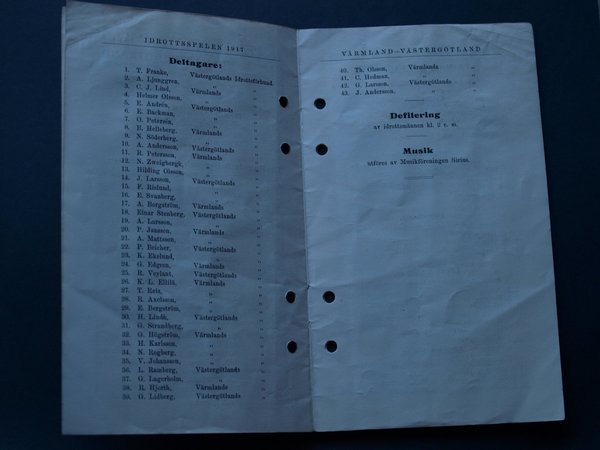 IDROTTSSPELEN 1917
Deltagare:
1. T. Franke, Västergötlands Idrottsförbund.
2. A. Ljunggren, „ „
3. C. J. Lind, Värmlands „
4. Helmer Olsson, „ „
5. E. Andrén, Västergötlands „
6. E. Backman, „ „
7. O. Petersén, „ „
8. B. Helleberg, Värmlands „
9. N. Söderberg, „ „
10. A. Andersson, Västergötlands „
11. R. Petersson, Värmlands „
12. N. Zweigbergk, „ „
13. Hilding Olsson, „ „
14. J. Larsson, Västergötlands „
15. F. Rislund, „ „
16. E. Svanberg, „ „
17. A. Borgström, Värmlands „
18. Einar Stenberg, Västergötlands „
19. A. Larsson, „ „
20. P. Jansson, Värmlands „
21. A. Mattsson, „ „
22. P. Beicher, Västergötlands „
23. K. Ekelund, „ „
24. G. Edgren, Värmlands „
25. R. Veylant, Västergötlands „
26. K. L. Ellilä, Värmlands „
27. T. Reiz, „ „
28. R. Axelsson, „ „
29. E. Bergström, „ „
30. H. Lindh, Västergötlands „
31. G. Strandberg, „ „
32. G. Högström, Värmlands „
33. H. Karlsson, „ „
34. N. Regberg, „ „
35. V. Johansson, „ „
36. L. Ramberg, Västergötlands „
37. G. Lagerholm, „ „
38. R. Hjorth, Värmlands „
39. G. Lidberg, Västergötlands „
VÄRMLAND—VÄSTERGÖTLAND
40. Th. Olsson, Värmlands „
41. C. Hedman, „ „
42. G. Larsson, Västergötlands „
43. J. Andersson, „ „
Defilering
av idrottsmännen kl. 2 e. m.
Musik
utföres av Musikföreningen Sirius.